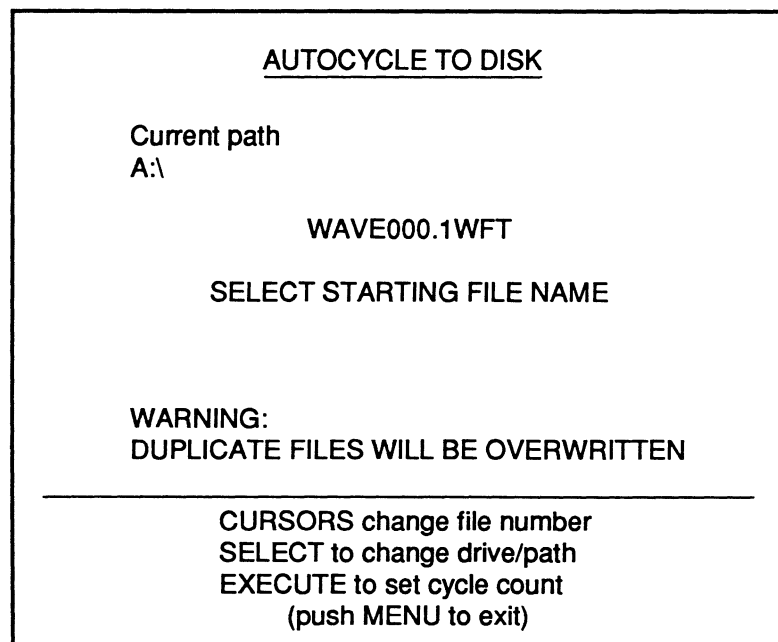 AUTOCYCLE TO DISK
Current path
A:\
WAVE000.1WFT
SELECT STARTING FILE NAME
WARNING:
DUPLICATE FILES WILL BE OVERWRITTEN
CURSORS change file number
SELECT to change drive/path
EXECUTE to set cycle count
(push MENU to exit)